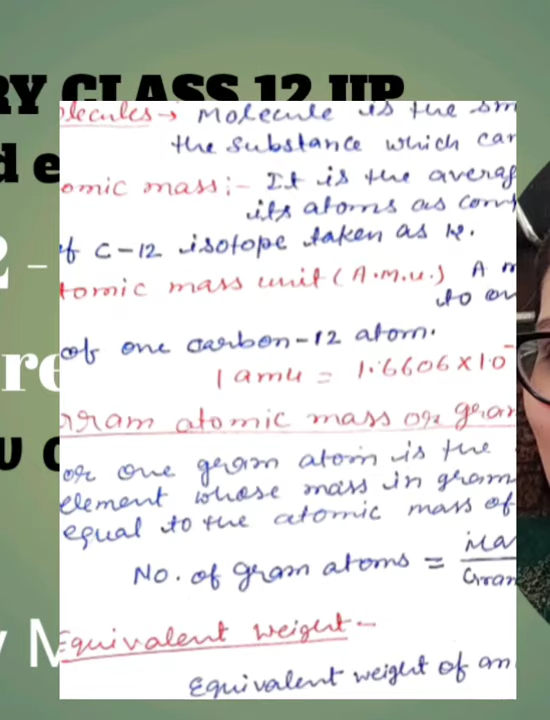 RY CLASS 12 UP
d e
2 -
re
U C
y M
olecules → Molecule is the sm
the substance which can
omic mass:- It is the averag
its atoms as com
of C-12 isotope taken as 12.
tomic mass unit (A.M.U.) A m
to on
of one carbon-12 atom.
1 amu = 1.6606 X 10⁻
gram atomic mass or gram
or one gram atom is the
element whose mass in gram
equal to the atomic mass of
No. of gram atoms = Ma
Gram
Equivalent weight -
Equivalent weight of an